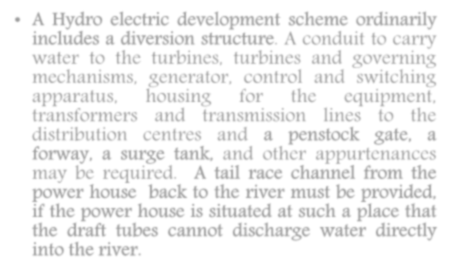 • A Hydro electric development scheme ordinarily
includes a diversion structure. A conduit to carry
water to the turbines, turbines and governing
mechanisms, generator, control and switching
apparatus, housing for the equipment,
transformers and transmission lines to the
distribution centres and a penstock gate, a
forway, a surge tank, and other appurtenances
may be required. A tail race channel from the
power house back to the river must be provided,
if the power house is situated at such a place that
the draft tubes cannot discharge water directly
into the river.